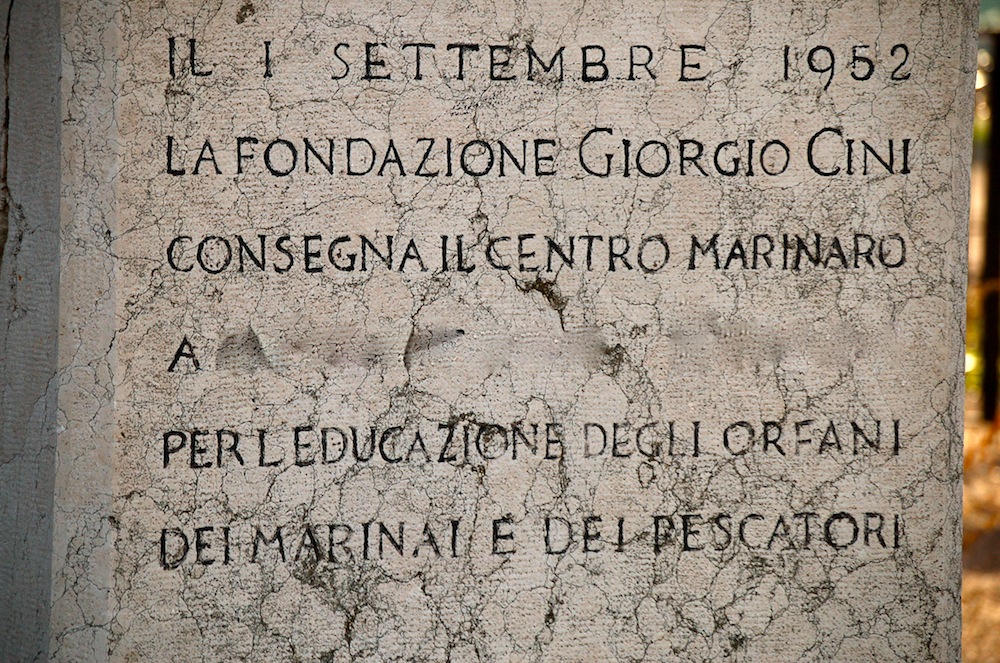 IL 1 SETTEMBRE 1952
LA FONDAZIONE GIORGIO CINI
CONSEGNA IL CENTRO MARINARO
A
PER L'EDUCAZIONE DEGLI ORFANI
DEI MARINAI E DEI PESCATORI